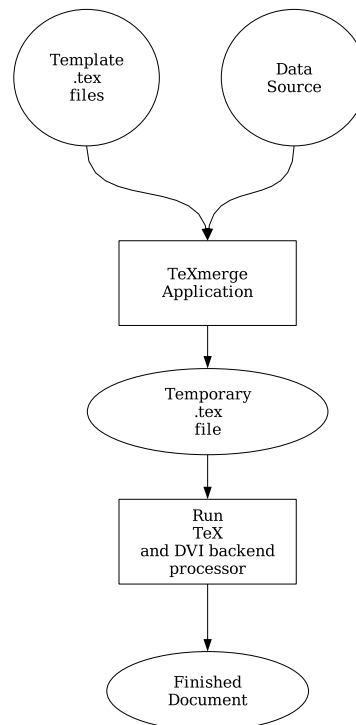 Template
.tex
files
Data
Source
TeXmerge
Application
Temporary
.tex
file
Run
TeX
and DVI backend
processor
Finished
Document